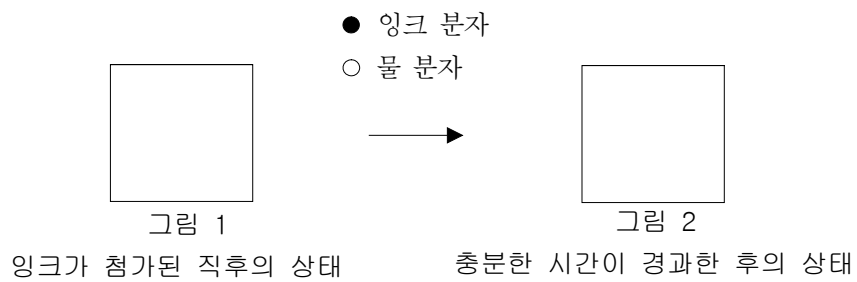 ● 잉크 분자
○ 물 분자
그림 1
잉크가 첨가된 직후의 상태
그림 2
충분한 시간이 경과한 후의 상태